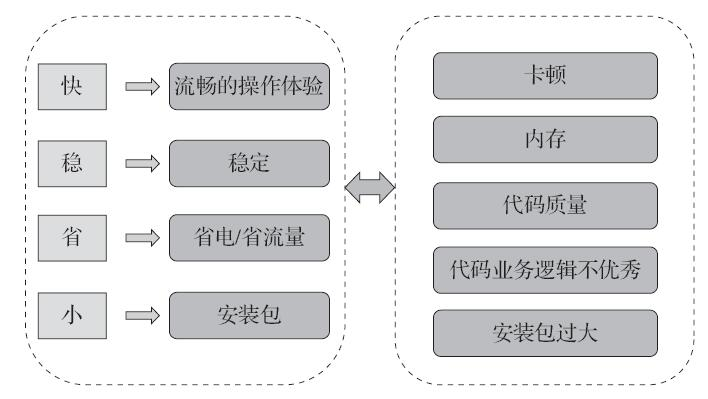 快
流畅的操作体验
稳
稳定
省
省电/省流量
小
安装包
卡顿
内存
代码质量
代码业务逻辑不优秀
安装包过大